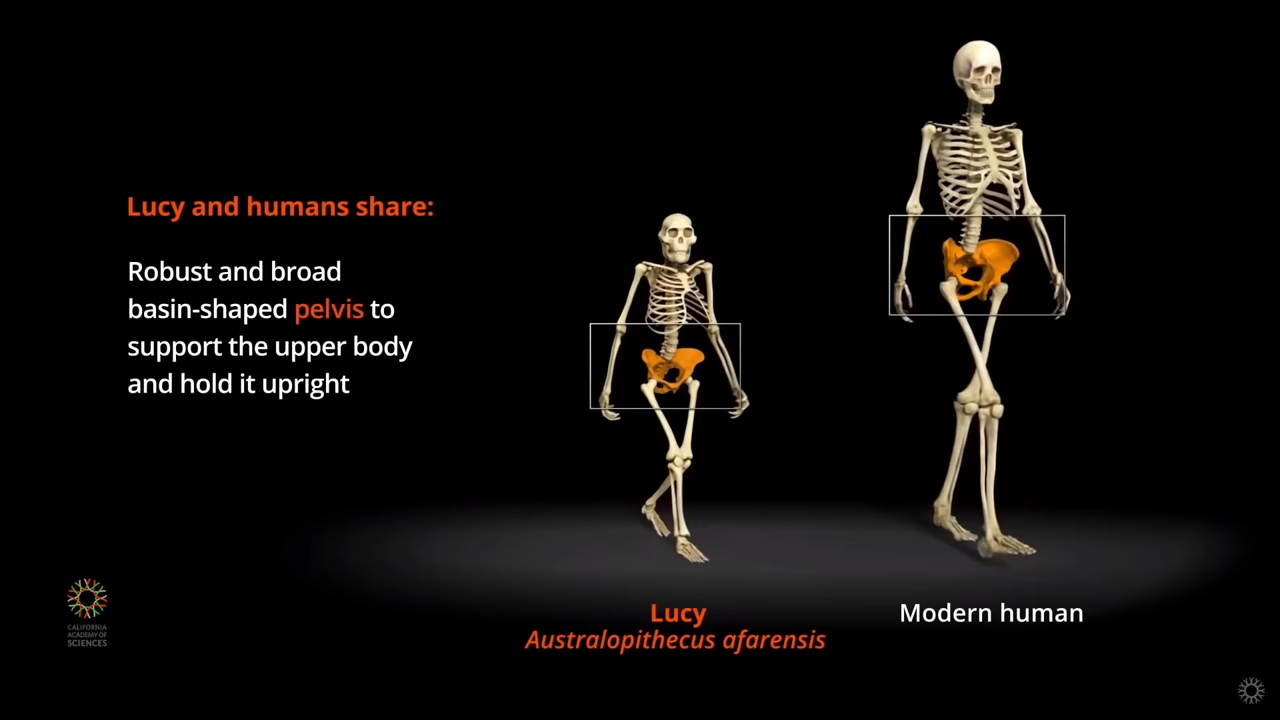 Lucy and humans share:
Robust and broad
basin-shaped pelvis to
support the upper body
and hold it upright
CALIFORNIA
ACADEMY OF
SCIENCES
Lucy
Australopithecus afarensis
Modern human